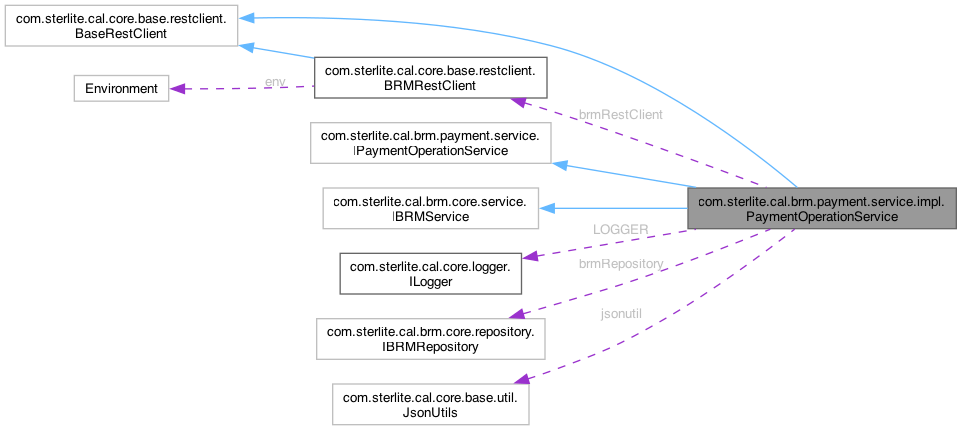 com.sterlite.cal.core.base.restclient.
BaseRestClient
com.sterlite.cal.core.base.restclient.
BRMRestClient
env
Environment
brmRestClient
com.sterlite.cal.brm.payment.service.
IPaymentOperationService
com.sterlite.cal.brm.payment.service.impl.
PaymentOperationService
com.sterlite.cal.brm.core.service.
IBRMService
LOGGER
com.sterlite.cal.core.logger.
ILogger
brmRepository
com.sterlite.cal.brm.core.repository.
IBRMRepository
jsonutil
com.sterlite.cal.core.base.util.
JsonUtils